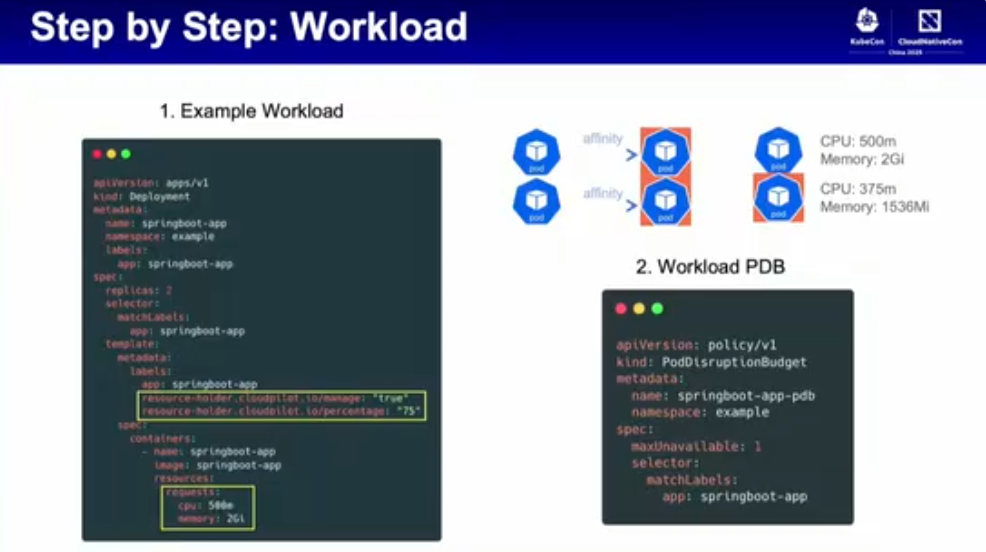 Step by Step: Workload
KubeCon
CloudNativeCon
China 2025
1. Example Workload
apiVersion: apps/v1
kind: Deployment
metadata:
name: springboot-app
namespace: example
labels:
app: springboot-app
spec:
replicas: 2
selector:
matchLabels:
app: springboot-app
template:
metadata:
labels:
app: springboot-app
resource-holder.cloudpilot.io/manage: "true"
resource-holder.cloudpilot.io/percentage: "75"
spec:
containers:
- name: springboot-app
image: springboot-app
resources:
requests:
cpu: 500m
memory: 2Gi
affinity
pod
pod
affinity
pod
pod
pod
CPU: 500m
Memory: 2Gi
pod
CPU: 375m
Memory: 1536Mi
2. Workload PDB
apiVersion: policy/v1
kind: PodDisruptionBudget
metadata:
name: springboot-app-pdb
namespace: example
spec:
maxUnavailable: 1
selector:
matchLabels:
app: springboot-app